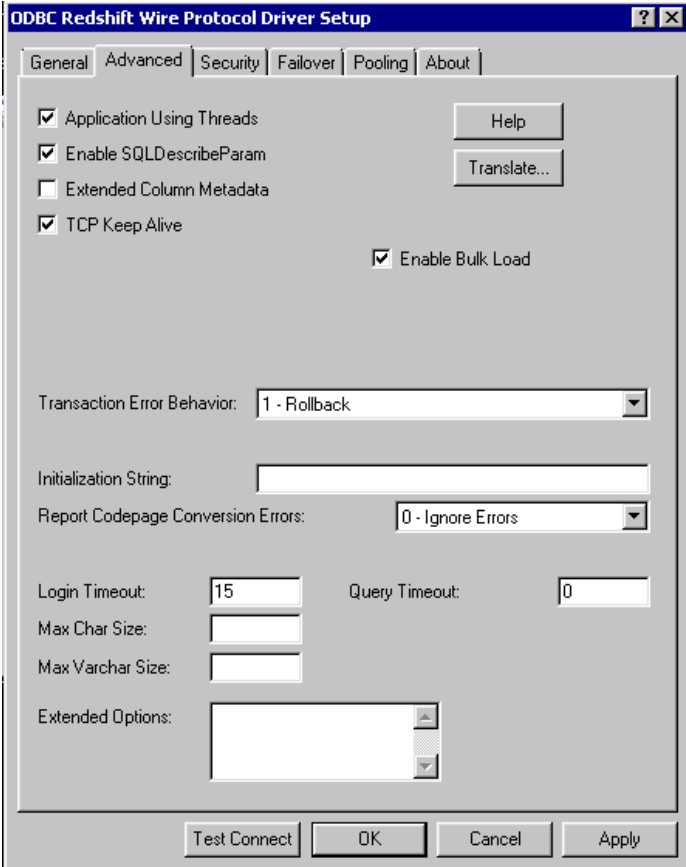 ODBC Redshift Wire Protocol Driver Setup
General Advanced Security Failover Pooling About
Application Using Threads
Help
Enable SQLDescribeParam
Translate...
Extended Column Metadata
TCP Keep Alive
Enable Bulk Load
Transaction Error Behavior: 1 - Rollback
Initialization String:
Report Codepage Conversion Errors: 0 - Ignore Errors
Login Timeout: 15 Query Timeout: 0
Max Char Size:
Max Varchar Size:
Extended Options:
Test Connect OK Cancel Apply